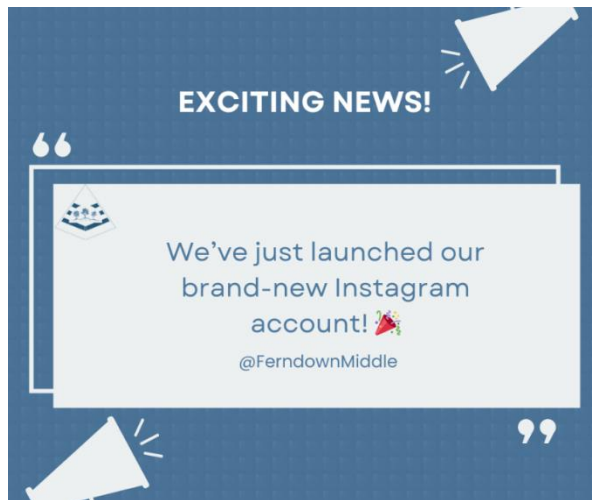 EXCITING NEWS!
We’ve just launched our
brand-new Instagram
account! 🎉
@FerndownMiddle